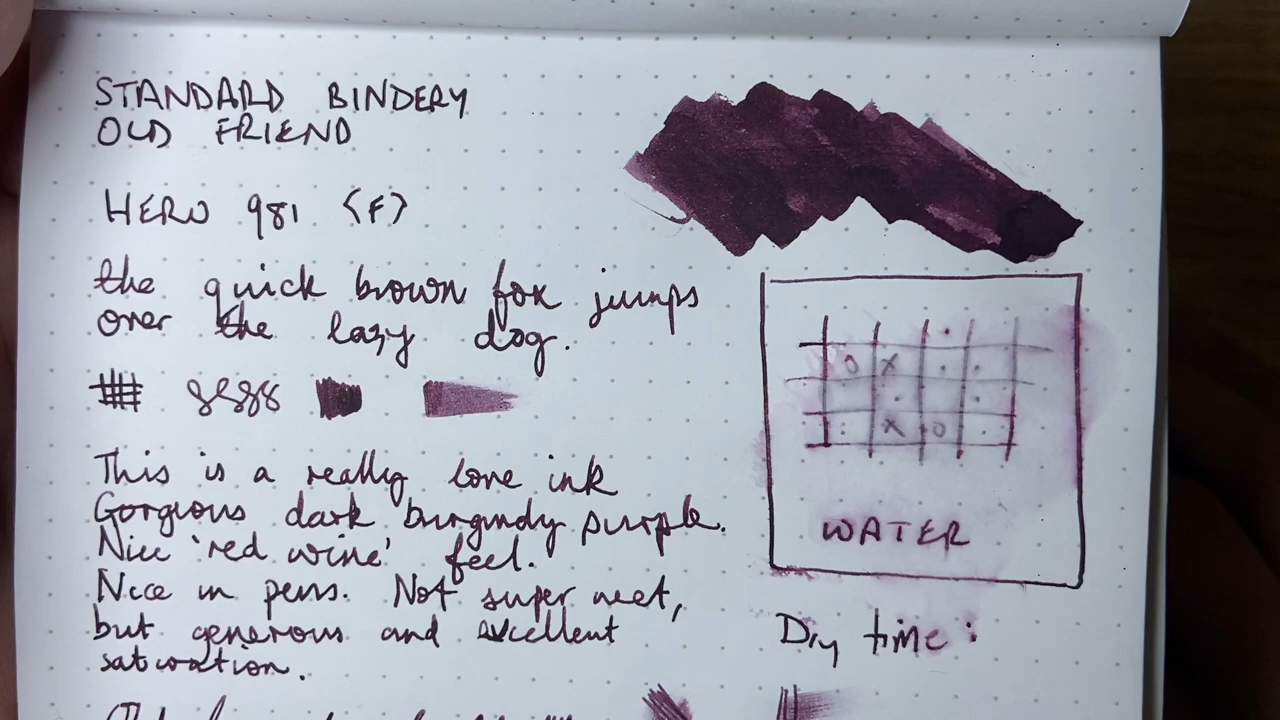 STANDARD BINDERY
OLD FRIEND
HERO 981 <F>
the quick brown fox jumps
over the lazy dog.
This is a really love ink
Gorgious dark burgundy purple.
Nice 'red wine' feel.
Nice in pens. Not super wet,
but generous and excellent
saturation.
O X
X O
WATER
Dry time: